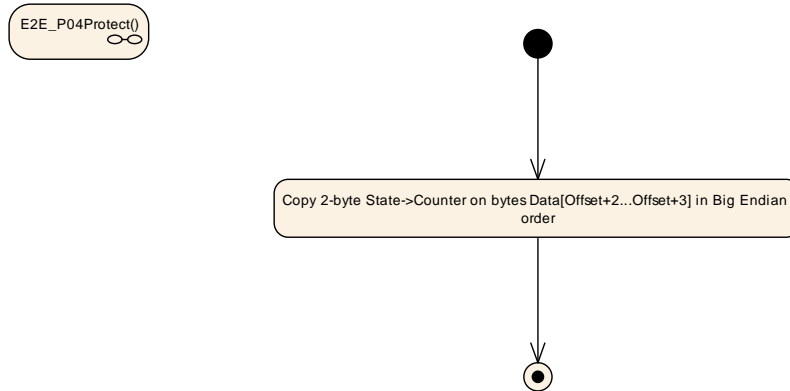 E2E_P04Protect()
Copy 2-byte State->Counter on bytes Data[Offset+2...Offset+3] in Big Endian
order